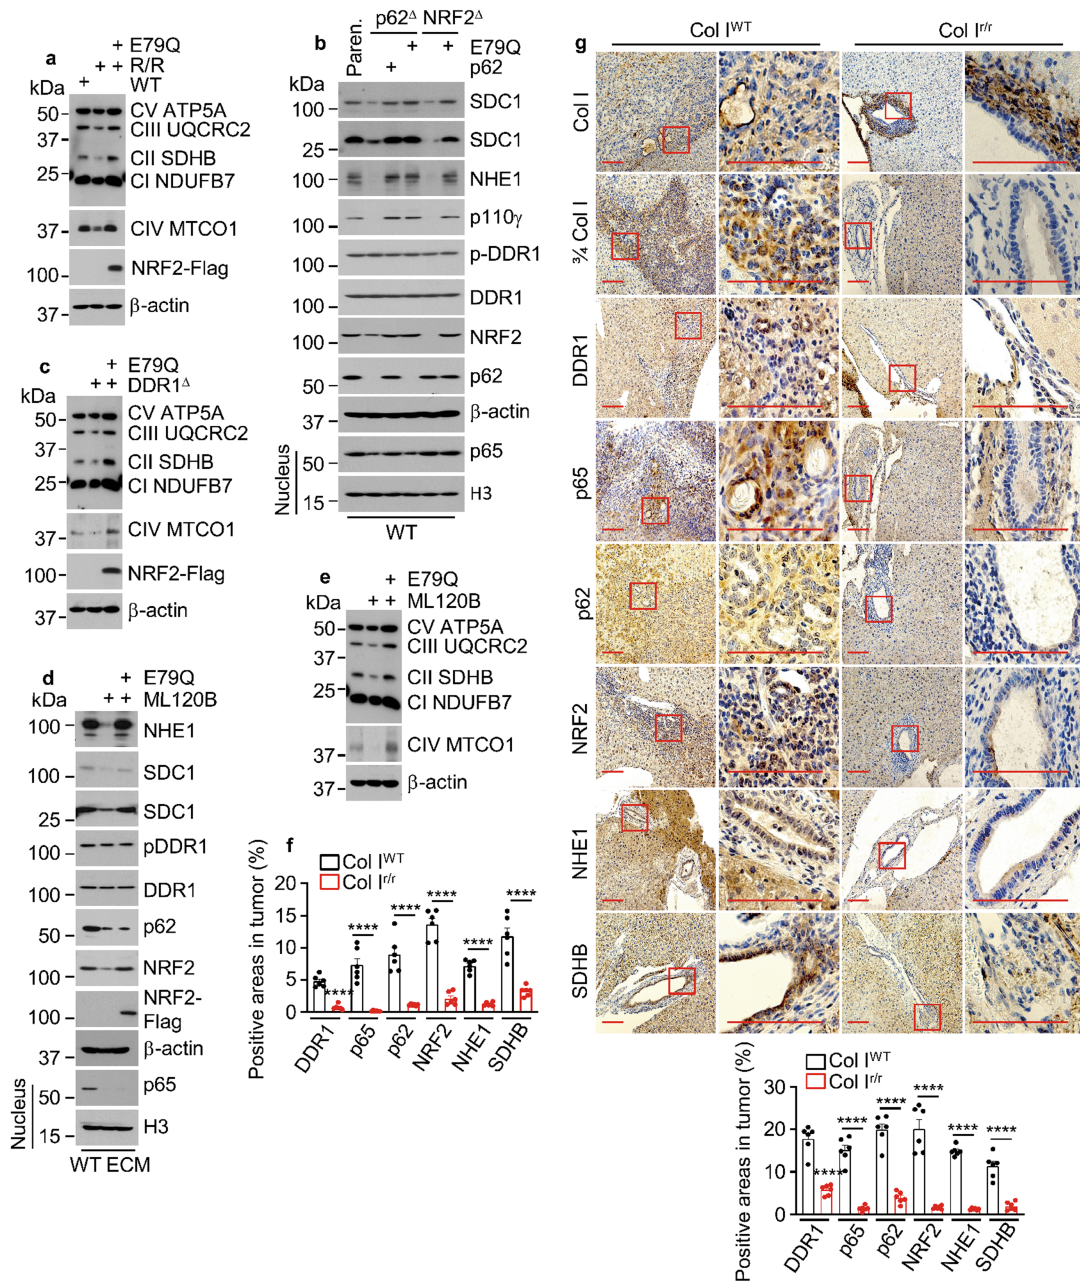 a
+ E79Q
+ + R/R
+ WT
kDa
50
37
25
37
100
37
CV ATP5A
CIII UQCRC2
CII SDHB
CI NDUFB7
CIV MTCO1
NRF2-Flag
β-actin
b
Paren.
p62Δ NRF2Δ
+ + E79Q
+ p62
kDa
100
25
100
100
100
100
100
50
37
50
15
SDC1
SDC1
NHE1
p110γ
p-DDR1
DDR1
NRF2
p62
β-actin
p65
H3
Nucleus
WT
c
+ E79Q
+ + DDR1Δ
kDa
50
37
25
37
100
37
CV ATP5A
CIII UQCRC2
CII SDHB
CI NDUFB7
CIV MTCO1
NRF2-Flag
β-actin
d
+ E79Q
+ + ML120B
kDa
100
100
25
100
100
50
100
100
37
50
15
NHE1
SDC1
SDC1
pDDR1
DDR1
p62
NRF2
NRF2-
Flag
β-actin
p65
H3
Nucleus
WT ECM
e
+ E79Q
+ + ML120B
kDa
50
37
25
37
37
CV ATP5A
CIII UQCRC2
CII SDHB
CI NDUFB7
CIV MTCO1
β-actin
f
Col IWT
Col Ir/r
Positive areas in tumor (%)
20
15
10
5
0
**** **** **** **** **** ****
DDR1 p65 p62 NRF2 NHE1 SDHB
g
Col IWT Col Ir/r
Col I
¾ Col I
DDR1
p65
p62
NRF2
NHE1
SDHB
Col IWT
Col Ir/r
Positive areas in tumor (%)
30
20
10
0
**** **** **** **** **** ****
DDR1 p65 p62 NRF2 NHE1 SDHB